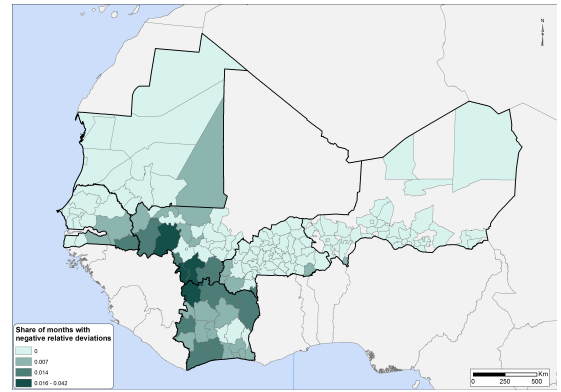 N
Share of months with
negative relative deviations
0
0.007
0.014
0.016 - 0.042
Km
0 250 500